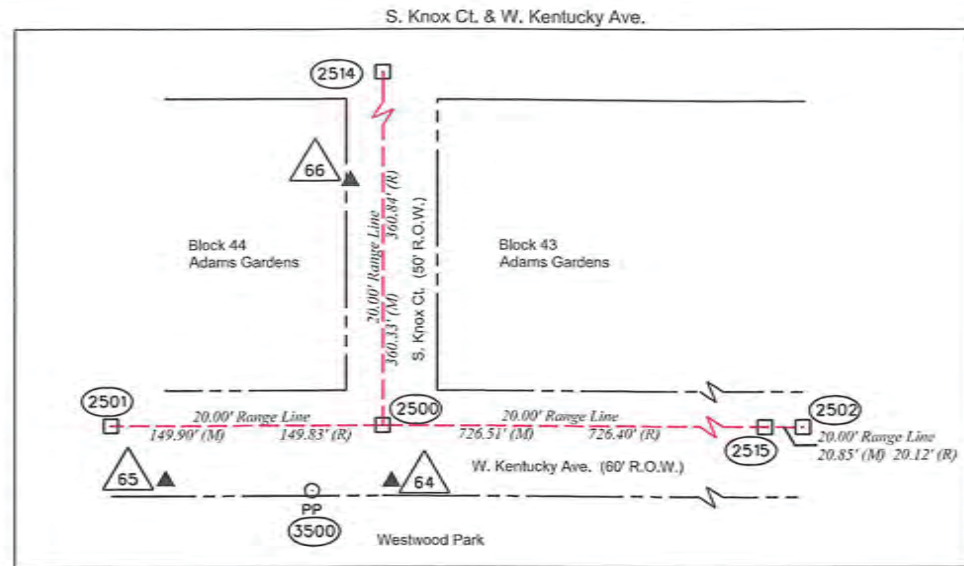 S. Knox Ct. & W. Kentucky Ave.
2514
66
Block 44
Adams Gardens
20.00' Range Line
360.33' (M) 360.84' (R)
S. Knox Ct. (50' R.O.W.)
Block 43
Adams Gardens
2501
2500
2502
20.00' Range Line
149.90' (M) 149.83' (R)
20.00' Range Line
726.51' (M) 726.40' (R)
2515
20.00' Range Line
20.85' (M) 20.12' (R)
W. Kentucky Ave. (60' R.O.W.)
65
64
PP
3500
Westwood Park